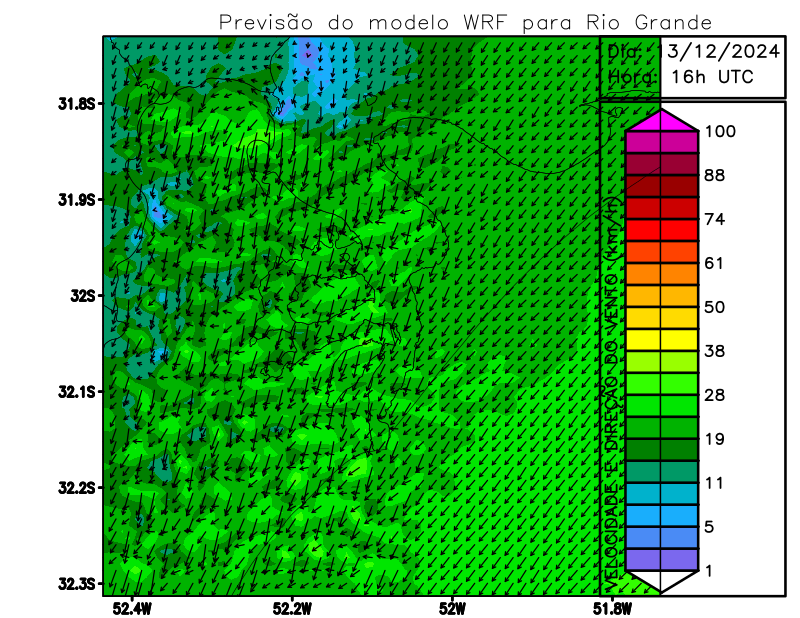 Previsão do modelo WRF para Rio Grande
Dia: 13/12/2024
Hora: 16h UTC
31.8S
31.9S
32S
32.1S
32.2S
32.3S
52.4W
52.2W
52W
51.8W
VELOCIDADE E DIREÇÃO DO VENTO (Km/h)
100
88
74
61
50
38
28
19
11
5
1